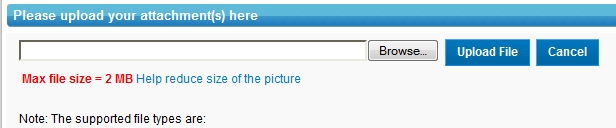 Please upload your attachment(s) here
Browse... Upload File Cancel
Max file size = 2 MB Help reduce size of the picture
Note: The supported file types are: